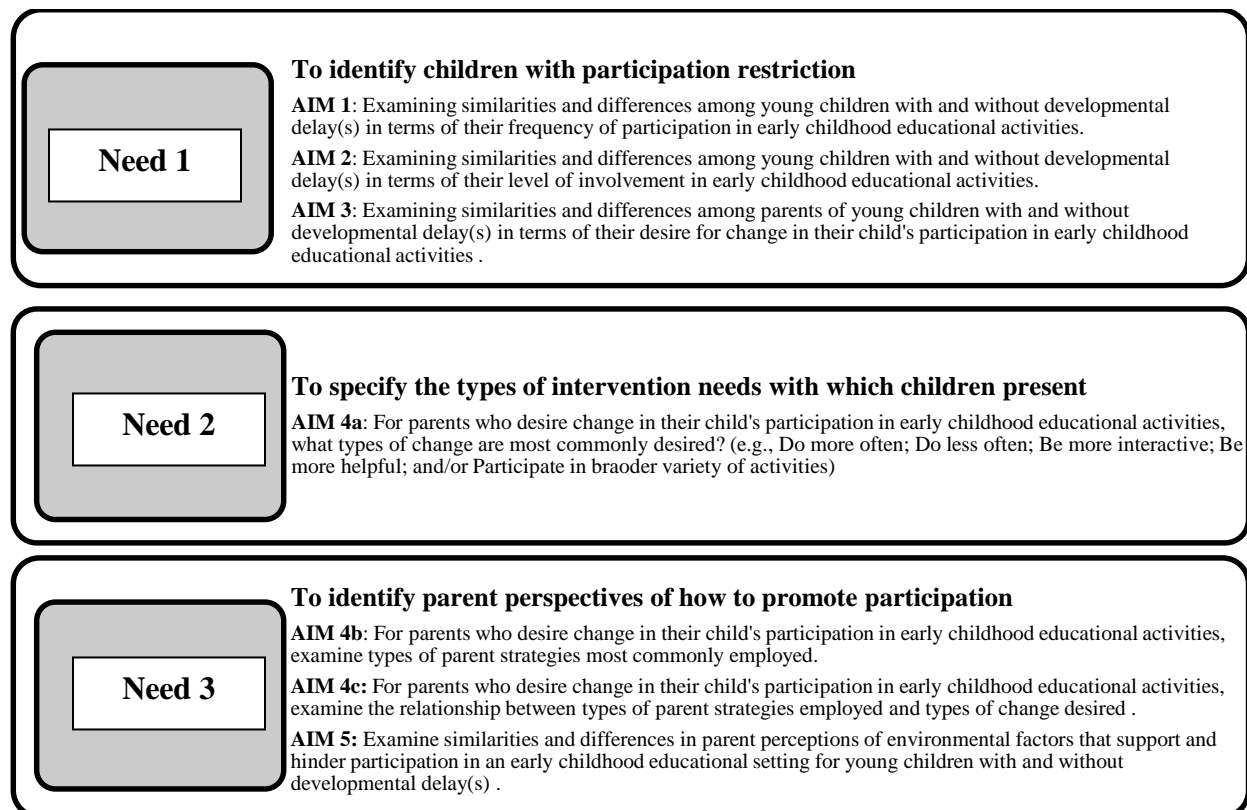 Need 1
To identify children with participation restriction
AIM 1: Examining similarities and differences among young children with and without developmental
delay(s) in terms of their frequency of participation in early childhood educational activities.
AIM 2: Examining similarities and differences among young children with and without developmental
delay(s) in terms of their level of involvement in early childhood educational activities.
AIM 3: Examining similarities and differences among parents of young children with and without
developmental delay(s) in terms of their desire for change in their child's participation in early childhood
educational activities .
Need 2
To specify the types of intervention needs with which children present
AIM 4a: For parents who desire change in their child's participation in early childhood educational activities,
what types of change are most commonly desired? (e.g., Do more often; Do less often; Be more interactive; Be
more helpful; and/or Participate in braoder variety of activities)
Need 3
To identify parent perspectives of how to promote participation
AIM 4b: For parents who desire change in their child's participation in early childhood educational activities,
examine types of parent strategies most commonly employed.
AIM 4c: For parents who desire change in their child's participation in early childhood educational activities,
examine the relationship between types of parent strategies employed and types of change desired .
AIM 5: Examine similarities and differences in parent perceptions of environmental factors that support and
hinder participation in an early childhood educational setting for young children with and without
developmental delay(s) .